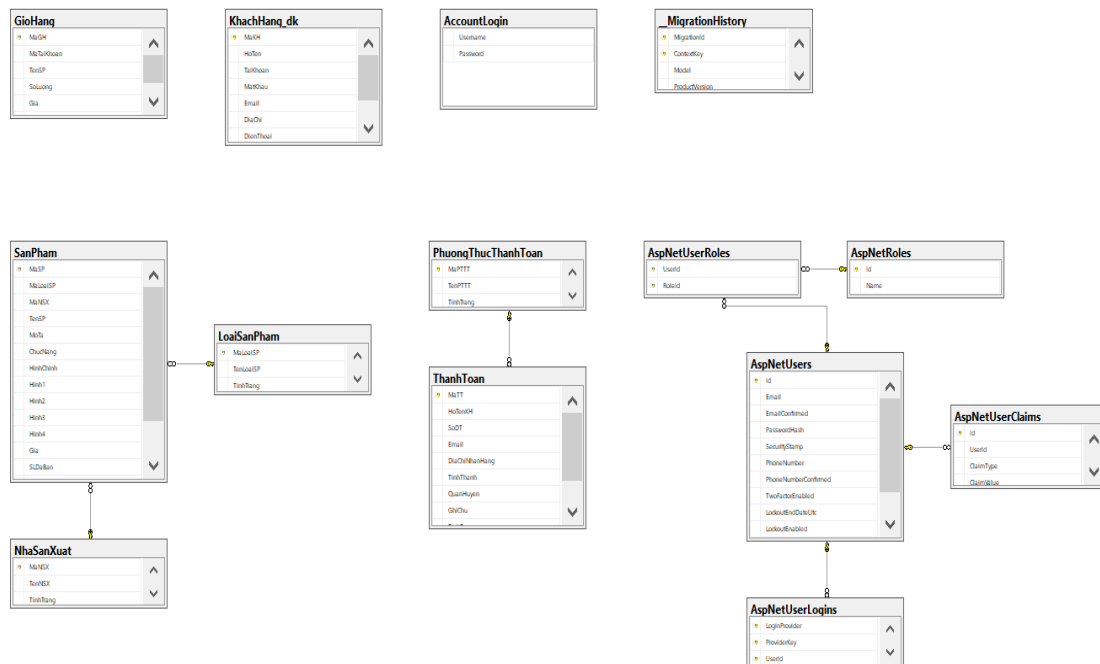 GioHang
MaGH
MaTaiKhoan
TenSP
SoLuong
Gia
KhachHang_dk
MaKH
HoTen
TaiKhoan
MatKhau
Email
DiaChi
DienThoai
AccountLogin
Username
Password
__MigrationHistory
MigrationId
ContextKey
Model
ProductVersion
SanPham
MaSP
MaLoaiSP
MaNSX
TenSP
MoTa
ChucNang
HinhChinh
Hinh1
Hinh2
Hinh3
Hinh4
Gia
SLDaBan
LoaiSanPham
MaLoaiSP
TenLoaiSP
TinhTrang
NhaSanXuat
MaNSX
TenNSX
TinhTrang
PhuongThucThanhToan
MaPTTT
TenPTTT
TinhTrang
ThanhToan
MaTT
HoTenKH
SoDT
Email
DiaChiNhanHang
TinhThanh
QuanHuyen
GhiChu
AspNetUserRoles
UserId
RoleId
AspNetRoles
Id
Name
AspNetUsers
Id
Email
EmailConfirmed
PasswordHash
SecurityStamp
PhoneNumber
PhoneNumberConfirmed
TwoFactorEnabled
LockoutEndDateUtc
LockoutEnabled
AspNetUserClaims
Id
UserId
ClaimType
ClaimValue
AspNetUserLogins
LoginProvider
ProviderKey
UserId